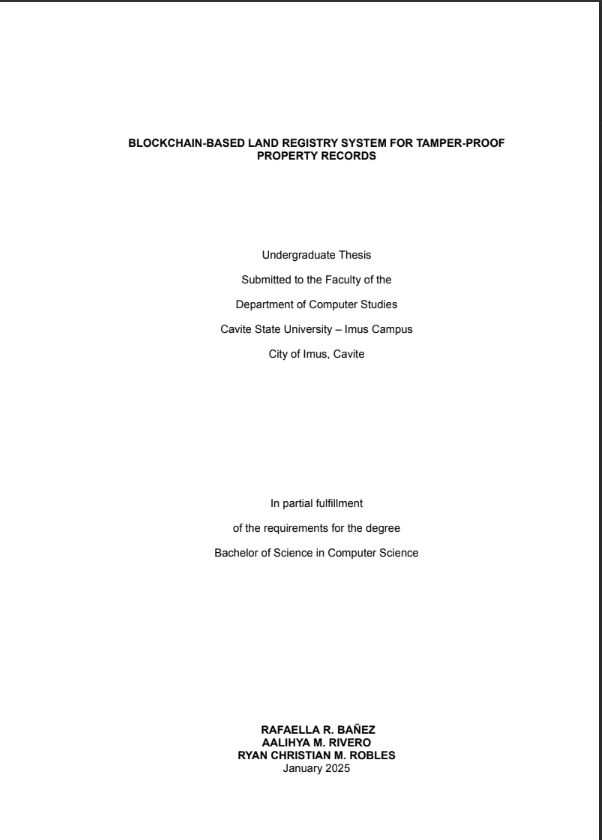 BLOCKCHAIN-BASED LAND REGISTRY SYSTEM FOR TAMPER-PROOF
PROPERTY RECORDS
Undergraduate Thesis
Submitted to the Faculty of the
Department of Computer Studies
Cavite State University – Imus Campus
City of Imus, Cavite
In partial fulfillment
of the requirements for the degree
Bachelor of Science in Computer Science
RAFAELLA R. BAÑEZ
AALIHYA M. RIVERO
RYAN CHRISTIAN M. ROBLES
January 2025